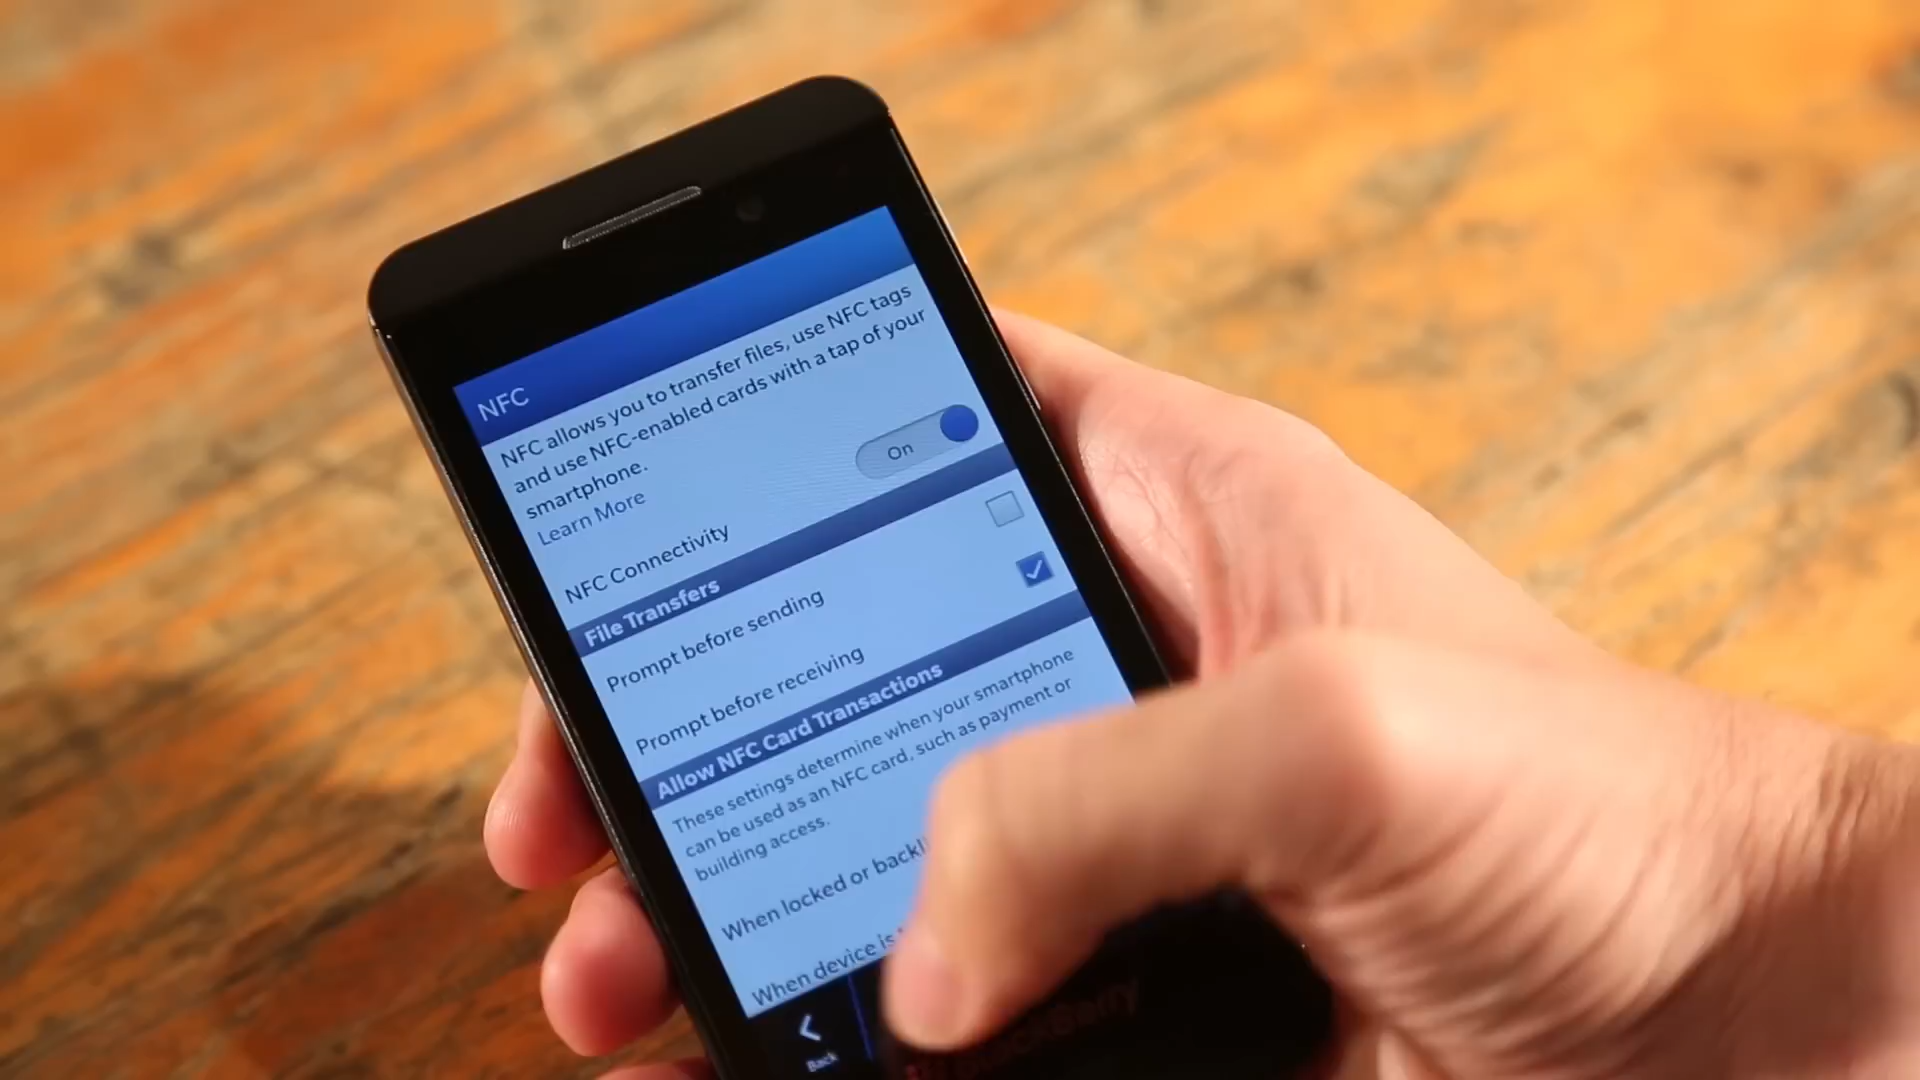 NFC
NFC allows you to transfer files, use NFC tags
and use NFC-enabled cards with a tap of your
smartphone.
Learn More
NFC Connectivity On
File Transfers
Prompt before sending
Prompt before receiving
Allow NFC Card Transactions
These settings determine when your smartphone
can be used as an NFC card, such as payment or
building access.
When locked or
When device is
Back
BlackBerry